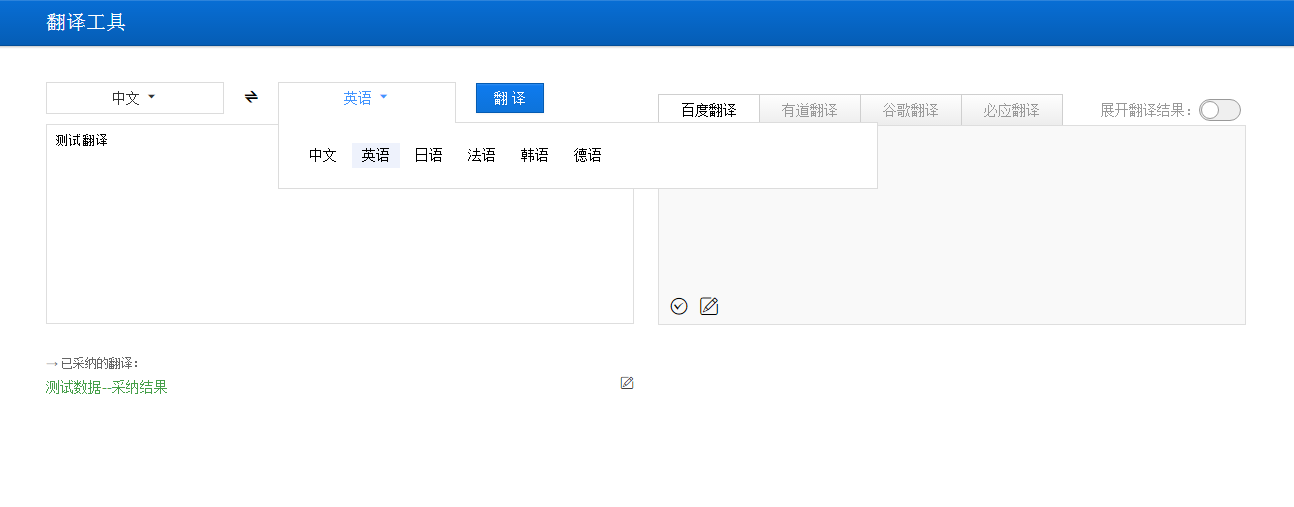 翻译工具
中文 ⇌ 英语 翻 译
百度翻译 有道翻译 谷歌翻译 必应翻译 展开翻译结果：
测试翻译
中文 英语 日语 法语 韩语 德语
→ 已采纳的翻译：
测试数据--采纳结果